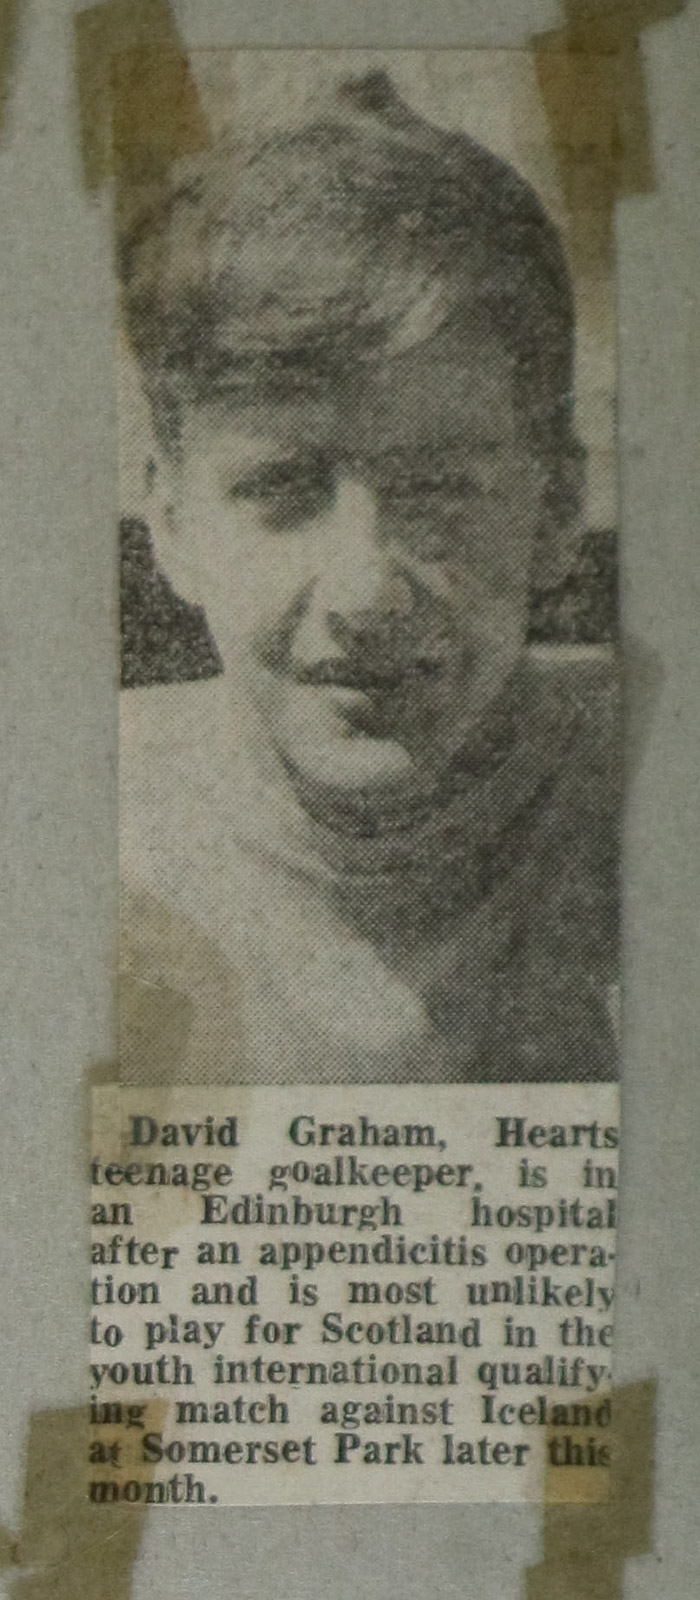 David Graham, Hearts
teenage goalkeeper, is in
an Edinburgh hospital
after an appendicitis opera-
tion and is most unlikely
to play for Scotland in the
youth international qualify-
ing match against Iceland
at Somerset Park later this
month.